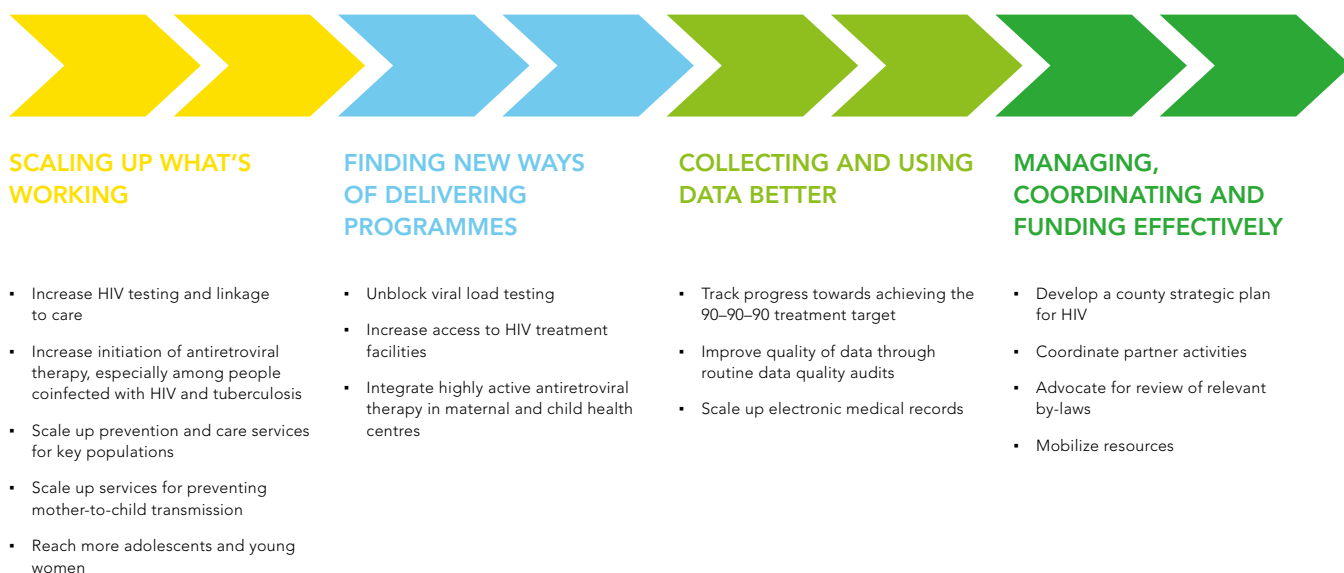 SCALING UP WHAT'S
WORKING
▪ Increase HIV testing and linkage
to care
▪ Increase initiation of antiretroviral
therapy, especially among people
coinfected with HIV and tuberculosis
▪ Scale up prevention and care services
for key populations
▪ Scale up services for preventing
mother-to-child transmission
▪ Reach more adolescents and young
women
FINDING NEW WAYS
OF DELIVERING
PROGRAMMES
▪ Unblock viral load testing
▪ Increase access to HIV treatment
facilities
▪ Integrate highly active antiretroviral
therapy in maternal and child health
centres
COLLECTING AND USING
DATA BETTER
▪ Track progress towards achieving the
90–90–90 treatment target
▪ Improve quality of data through
routine data quality audits
▪ Scale up electronic medical records
MANAGING,
COORDINATING AND
FUNDING EFFECTIVELY
▪ Develop a county strategic plan
for HIV
▪ Coordinate partner activities
▪ Advocate for review of relevant
by-laws
▪ Mobilize resources